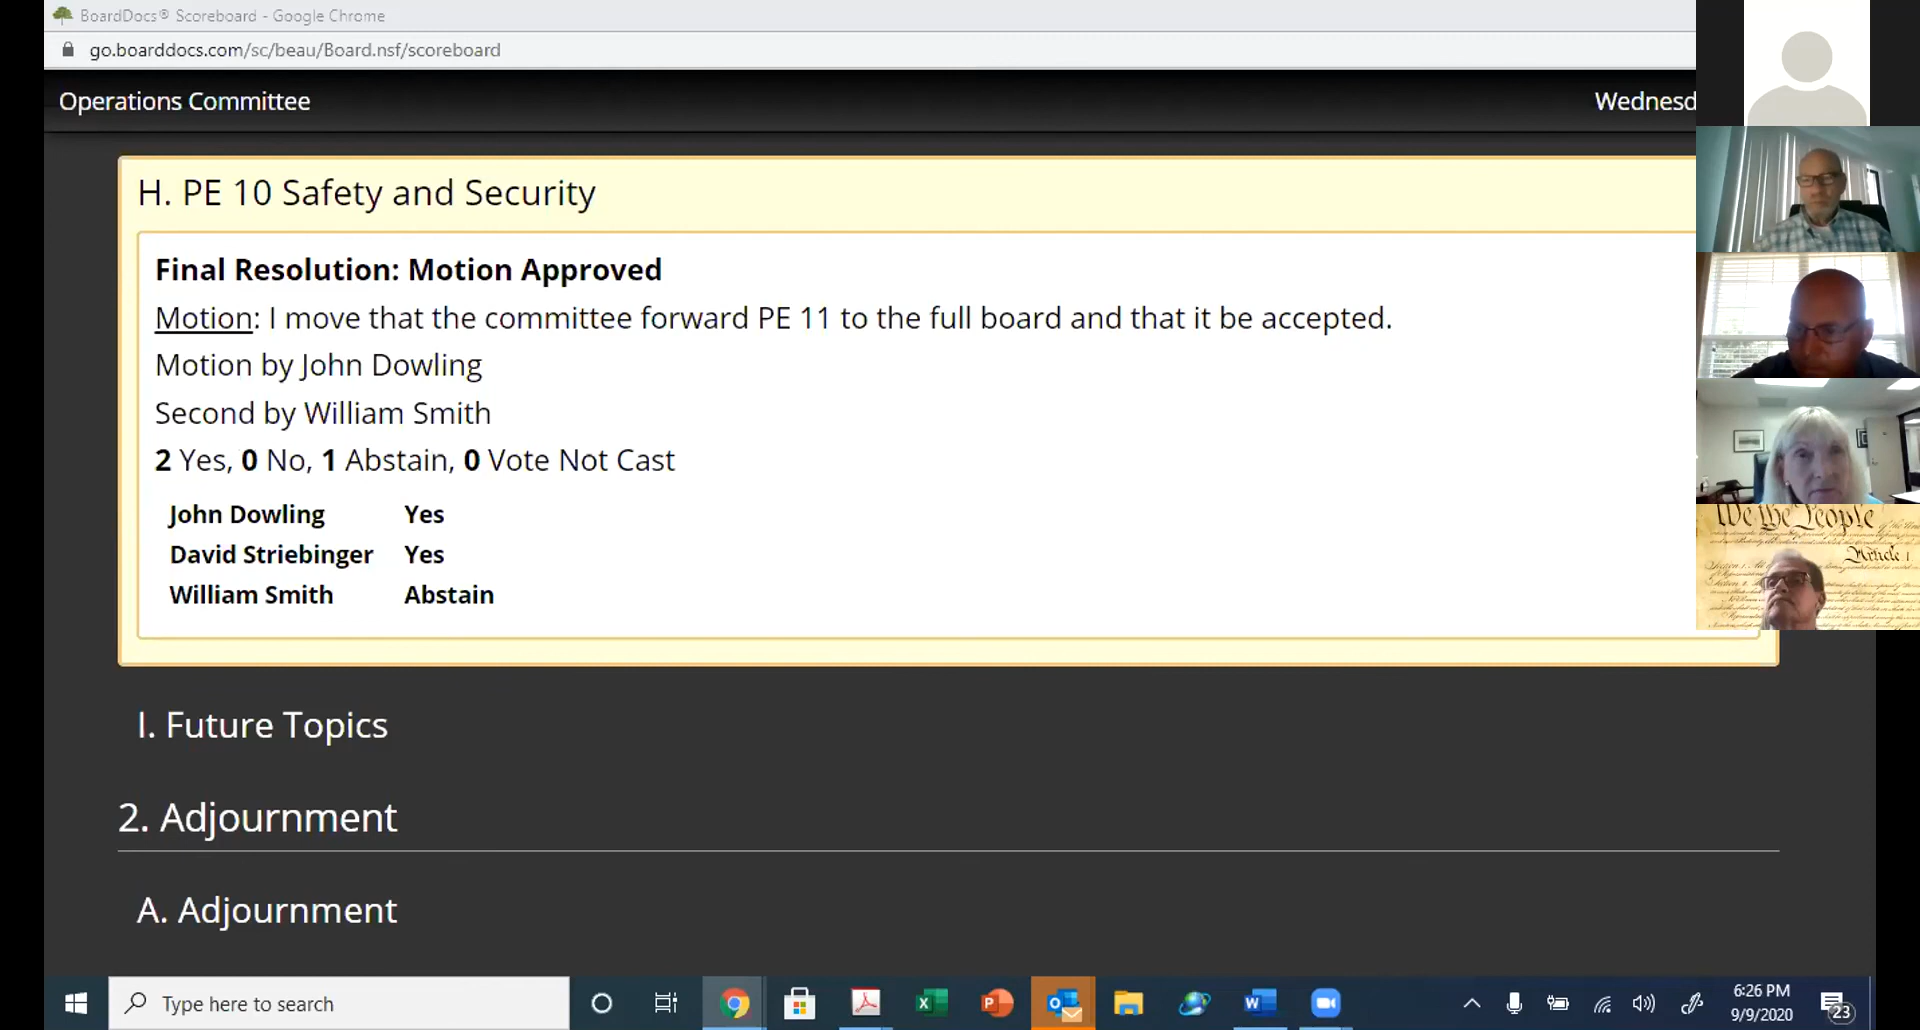 BoardDocs® Scoreboard - Google Chrome
go.boarddocs.com/sc/beau/Board.nsf/scoreboard
Operations Committee
Wednesd
H. PE 10 Safety and Security
Final Resolution: Motion Approved
Motion: I move that the committee forward PE 11 to the full board and that it be accepted.
Motion by John Dowling
Second by William Smith
2 Yes, 0 No, 1 Abstain, 0 Vote Not Cast
John Dowling Yes
David Striebinger Yes
William Smith Abstain
We the People
Article 1
I. Future Topics
2. Adjournment
A. Adjournment
Type here to search
6:26 PM
9/9/2020
23